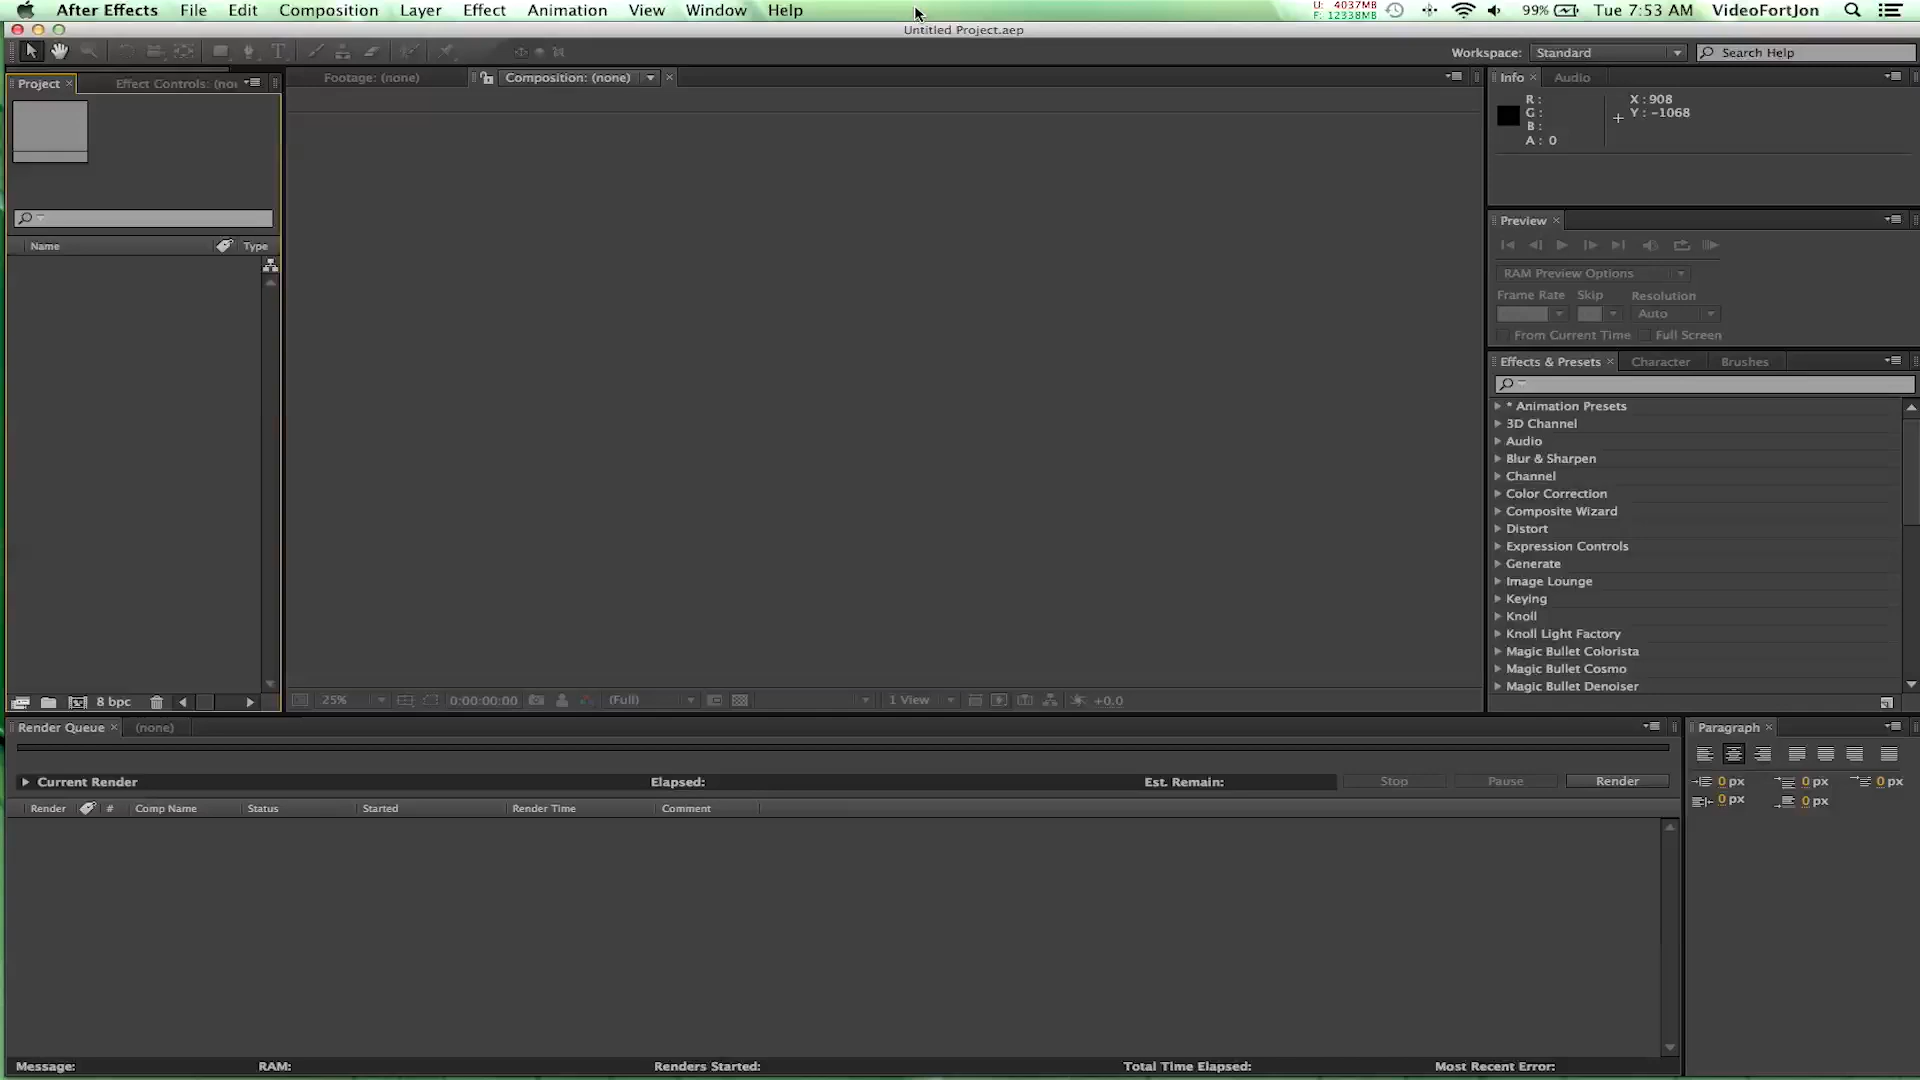 After Effects File Edit Composition Layer Effect Animation View Window Help U: 4037MB F: 12338MB 99% Tue 7:53 AM VideoFortJon
Untitled Project.aep
Workspace: Standard Search Help
Project Effect Controls: (no Footage: (none) Composition: (none) Info Audio
R: X : 908
G: Y : -1068
B:
A: 0
Preview
Name Type
RAM Preview Options
Frame Rate Skip Resolution
Auto
From Current Time Full Screen
Effects & Presets Character Brushes
* Animation Presets
3D Channel
Audio
Blur & Sharpen
Channel
Color Correction
Composite Wizard
Distort
Expression Controls
Generate
Image Lounge
Keying
Knoll
Knoll Light Factory
Magic Bullet Colorista
Magic Bullet Cosmo
Magic Bullet Denoiser
8 bpc 25% 0:00:00:00 (Full) 1 View +0.0
Render Queue (none) Paragraph
Current Render Elapsed: Est. Remain: Stop Pause Render
0 px 0 px 0 px
0 px 0 px
Render # Comp Name Status Started Render Time Comment
Message: RAM: Renders Started: Total Time Elapsed: Most Recent Error: